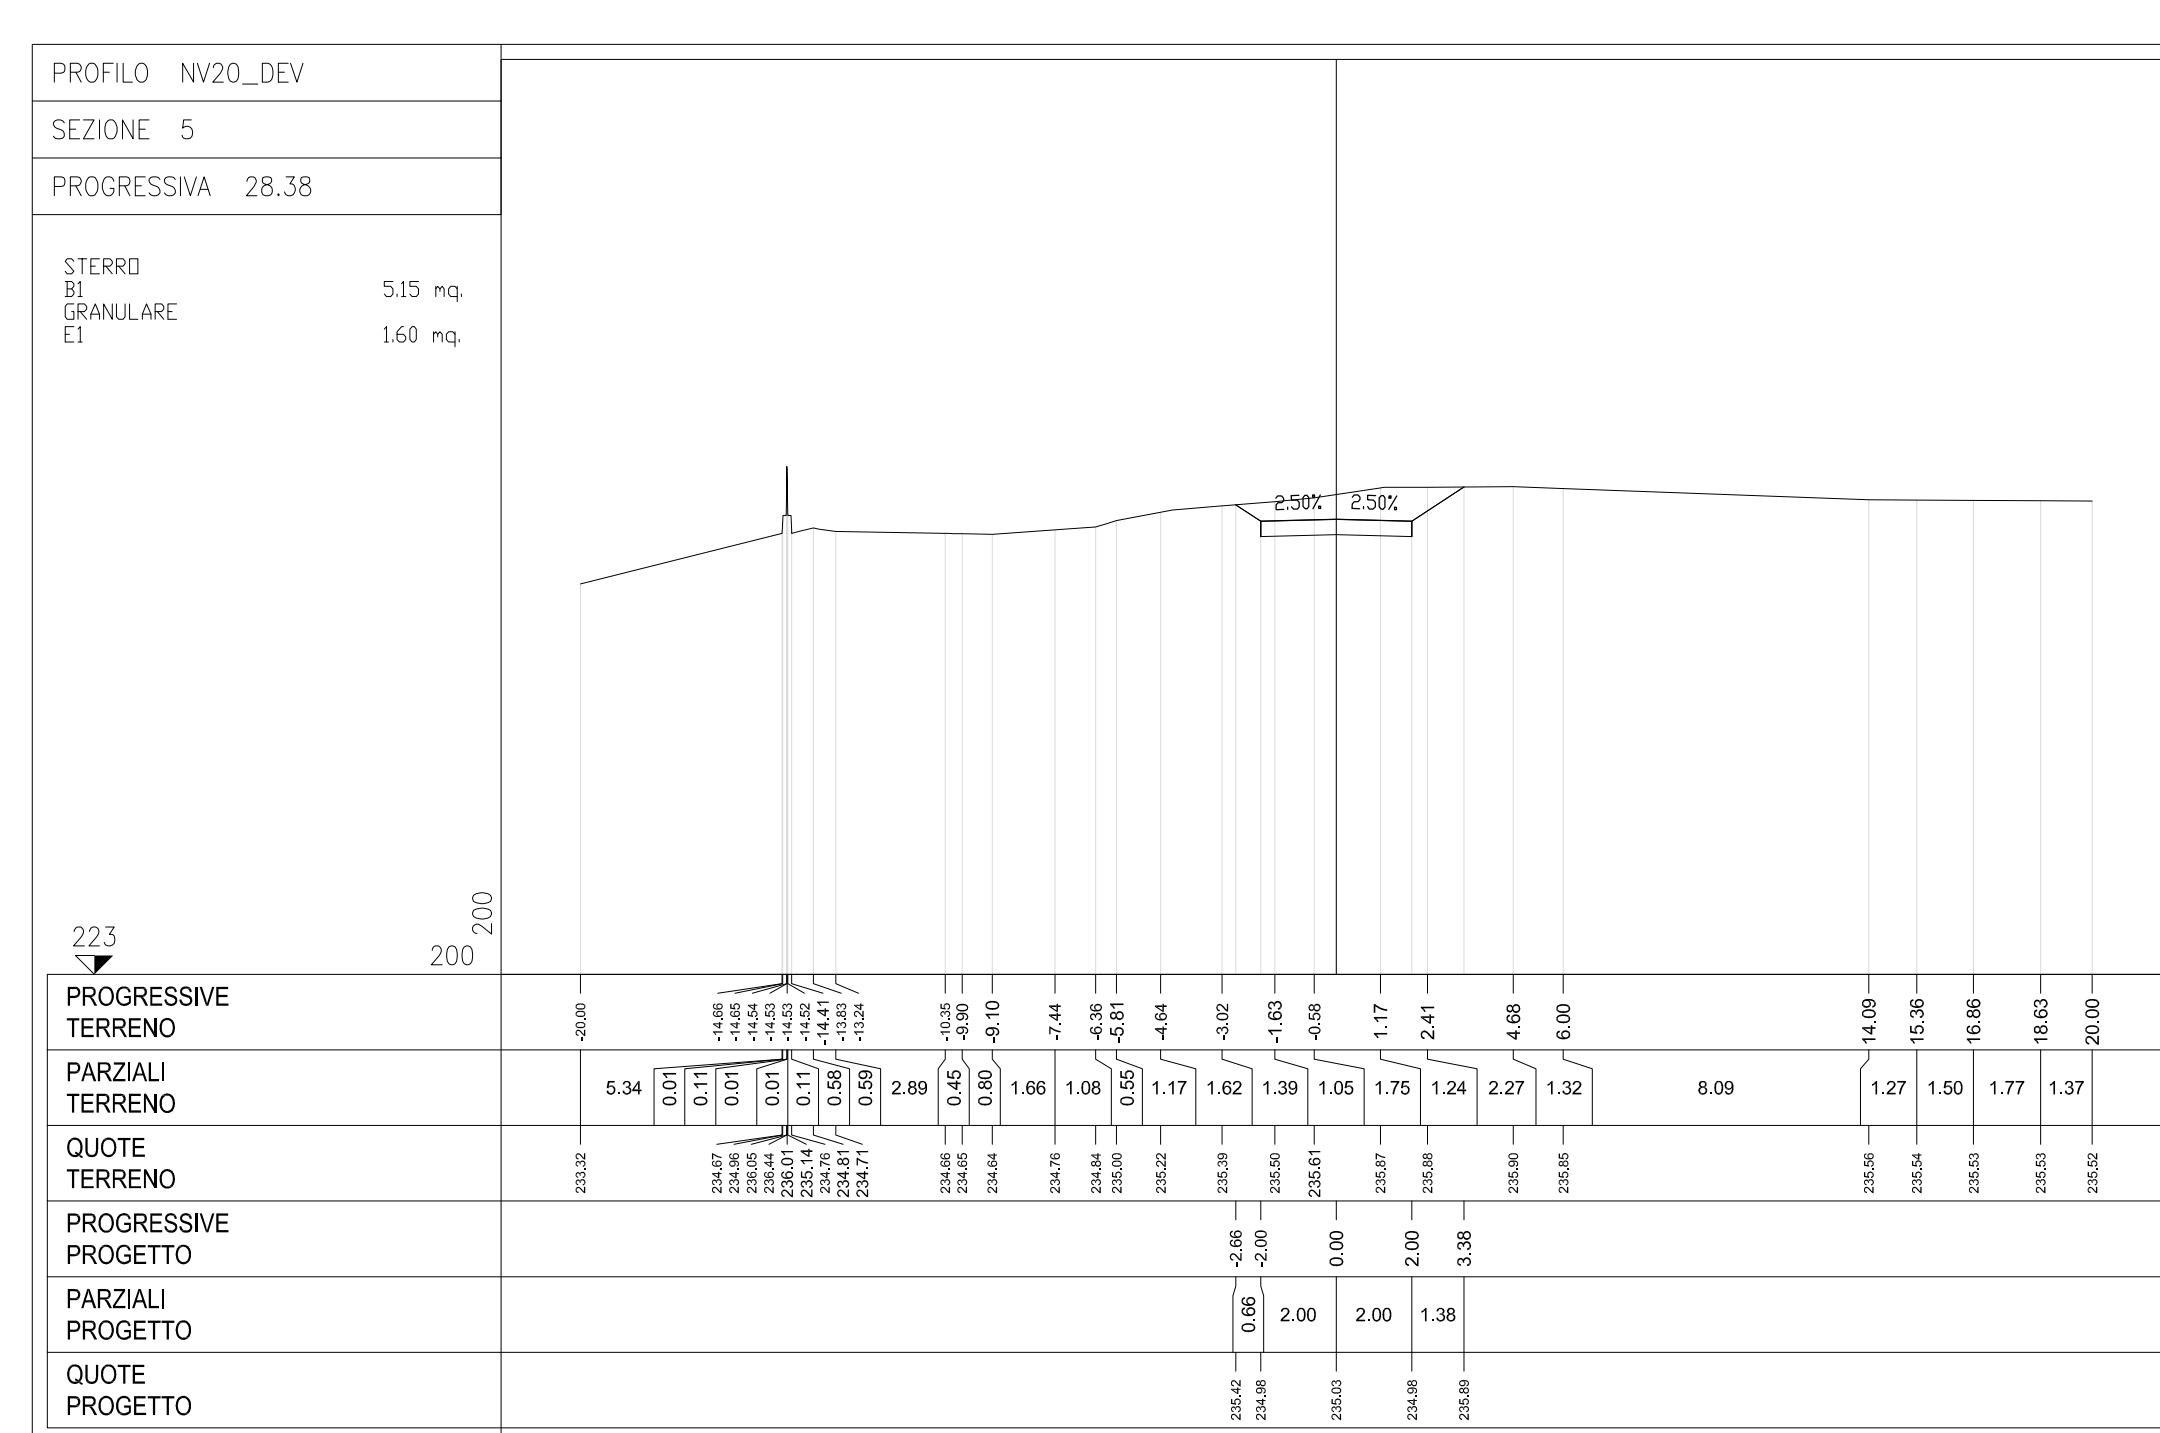 PROFILO NV20_DEV
SEZIONE 5
PROGRESSIVA 28.38
STERRO
B1 5.15 mq.
GRANULARE
E1 1.60 mq.
2.50% 2.50%
223
200
200
PROGRESSIVE
TERRENO
-20.00 -14.66 -14.65 -14.54 -14.53 -14.53 -14.52 -14.41 -13.83 -13.24 -10.35 -9.90 -9.10 -7.44 -6.36 -5.81 -4.64 -3.02 -1.63 -0.58 1.17 2.41 4.68 6.00 14.09 15.36 16.86 18.63 20.00
PARZIALI
TERRENO
5.34 0.01 0.11 0.01 0.01 0.11 0.58 0.59 2.89 0.45 0.80 1.66 1.08 0.55 1.17 1.62 1.39 1.05 1.75 1.24 2.27 1.32 8.09 1.27 1.50 1.77 1.37
QUOTE
TERRENO
233.32 234.67 234.96 236.05 236.44 236.01 235.14 234.76 234.81 234.71 234.66 234.65 234.64 234.76 234.84 235.00 235.22 235.39 235.50 235.61 235.87 235.88 235.90 235.85 235.56 235.54 235.53 235.53 235.52
PROGRESSIVE
PROGETTO
-2.66 -2.00 0.00 2.00 3.38
PARZIALI
PROGETTO
0.66 2.00 2.00 1.38
QUOTE
PROGETTO
235.42 234.98 235.03 234.98 235.89